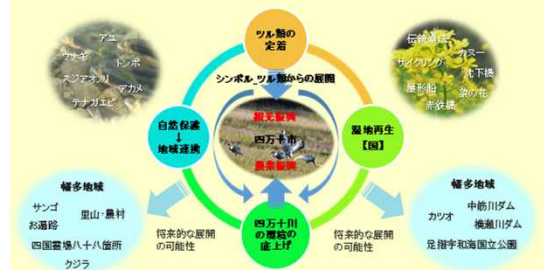 ツル類の
定着
アユ
ウナギ
トンボ
スジアオノリ
アカメ
テナガエビ
伝統漁法
カヌー
サイクリング
沈下橋
屋形船
菜の花
赤鉄橋
シンボル_ツル類からの展開
自然保護
↓
地域連携
観光振興
四万十市
農業振興
湿地再生
【国】
四万十川
の環境の
底上げ
幡多地域
サンゴ
里山・農村
お遍路
四国霊場八十八箇所
クジラ
将来的な展開
の可能性
将来的な展開
の可能性
幡多地域
中筋川ダム
カツオ
横瀬川ダム
足摺宇和海国立公園